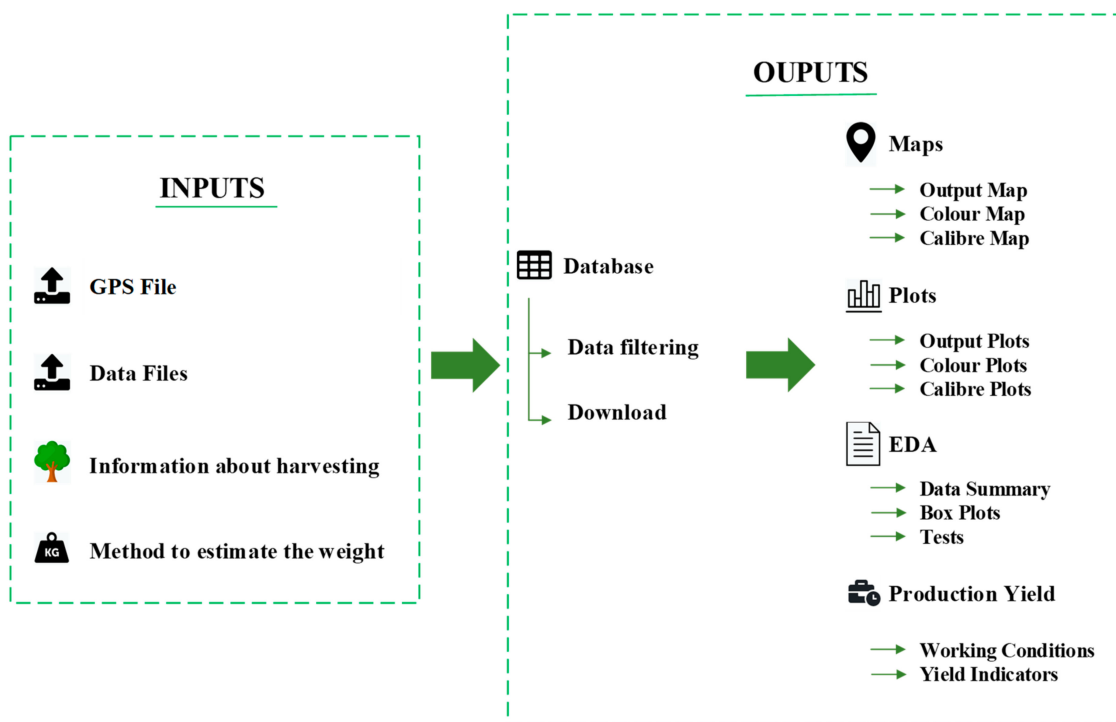 INPUTS
GPS File
Data Files
Information about harvesting
KG
Method to estimate the weight
OUPUTS
Database
Data filtering
Download
Maps
Output Map
Colour Map
Calibre Map
Plots
Output Plots
Colour Plots
Calibre Plots
EDA
Data Summary
Box Plots
Tests
Production Yield
Working Conditions
Yield Indicators